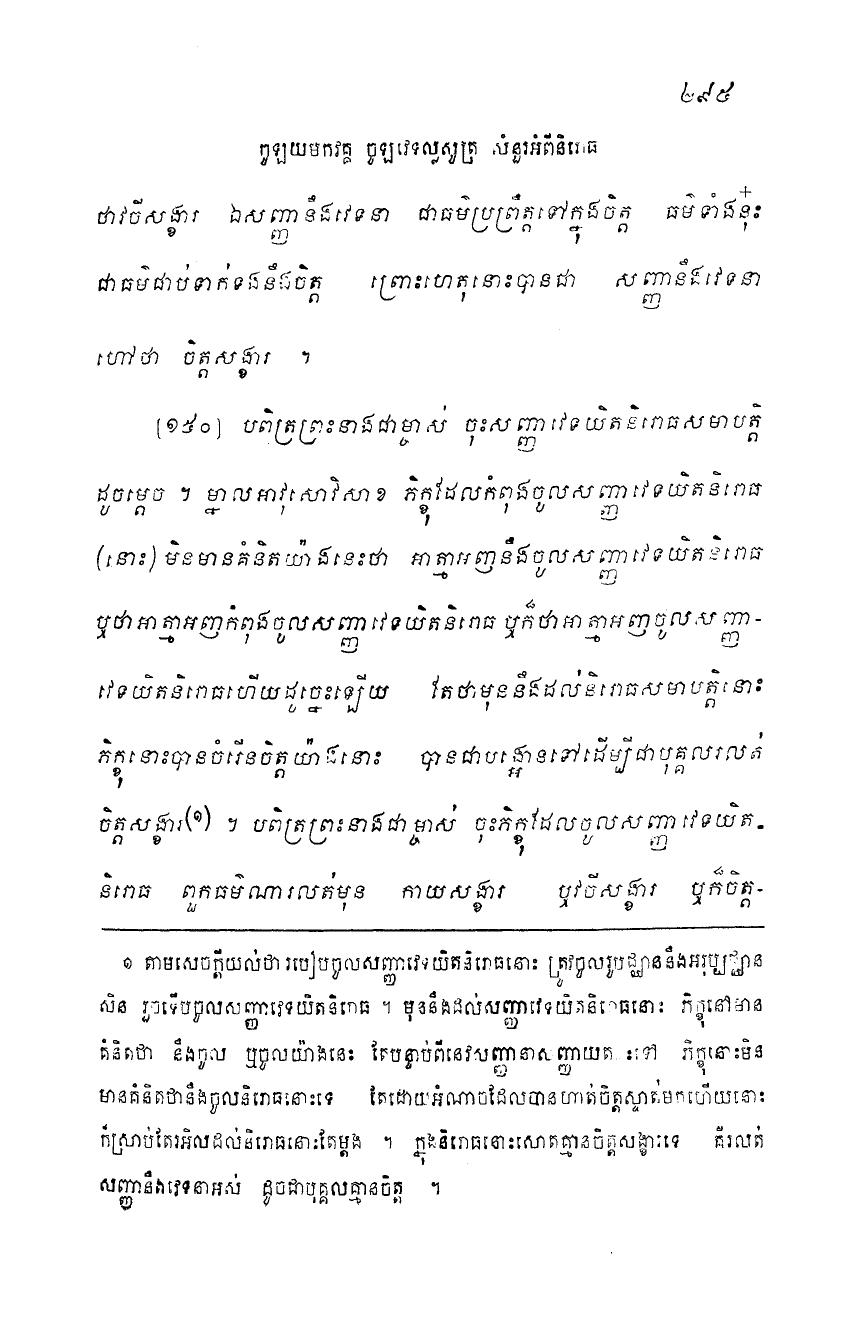 ២៩៥
ចូឡយមកវគ្គ ចូឡវេទល្លសូត្រ សំនួរអំពីនិរោធ
ថាវចីសង្ខារ ឯសញ្ញានឹងវេទនា ជាធម៌ប្រព្រឹត្តទៅក្នុងចិត្ត ធម៌ទាំងនុ៎ះ
ជាធម៌ជាប់ទាក់ទងនឹងចិត្ត ព្រោះហេតុនោះបានជា សញ្ញានឹងវេទនា
ហៅថា ចិត្តសង្ខារ ។
[១៥០] បពិត្រព្រះនាងជាម្ចាស់ ចុះសញ្ញាវេទយិតនិរោធសមាបត្តិ
ដូចម្តេច ។ ម្នាលអាវុសោវិសាខ ភិក្ខុដែលកំពុងចូលសញ្ញាវេទយិតនិរោធ
(នោះ) មិនមានគំនិតយ៉ាងនេះថា អាត្មាអញនឹងចូលសញ្ញាវេទយិតនិរោធ
ឬថាអាត្មាអញកំពុងចូលសញ្ញាវេទយិតនិរោធ ឬក៏ថាអាត្មាអញចូលសញ្ញា-
វេទយិតនិរោធហើយដូច្នេះឡើយ តែថាមុននឹងដល់និរោធសមាបត្តិនោះ
ភិក្ខុនោះបានចំរើនចិត្តយ៉ាងនោះ បានជាបង្អោនទៅដើម្បីជាបុគ្គលរលត់
ចិត្តសង្ខារ(១) ។ បពិត្រព្រះនាងជាម្ចាស់ ចុះភិក្ខុដែលចូលសញ្ញាវេទយិត-
និរោធ ពួកធម៌ណារលត់មុន កាយសង្ខារ ឬវចីសង្ខារ ឬក៏ចិត្ត-
១ តាមសេចក្តីយល់ថា របៀបចូលសញ្ញាវេទយិតនិរោធនោះ ត្រូវចូលរូបជ្ឈាននឹងអរូប្បជ្ឈាន
សិន រួចទើបចូលសញ្ញាវេទយិតនិរោធ ។ មុននឹងដល់សញ្ញាវេទយិតនិរោធនោះ ភិក្ខុនៅមាន
គំនិតថា នឹងចូល ឬចូលយ៉ាងនេះ តែបន្ទាប់ពីនេវសញ្ញានាសញ្ញាយតនៈទៅ ភិក្ខុនោះមិន
មានគំនិតថានឹងចូលនិរោធនោះទេ តែដោយអំណាចដែលបានហាត់ចិត្តស្ទាត់មកហើយនោះ
ក៏ស្រាប់តែរអិលដល់និរោធនោះតែម្តង ។ ក្នុងនិរោធនោះសោតគ្មានចិត្តសង្ខារទេ គឺរលត់
សញ្ញានឹងវេទនាអស់ ដូចជាបុគ្គលគ្មានចិត្ត ។